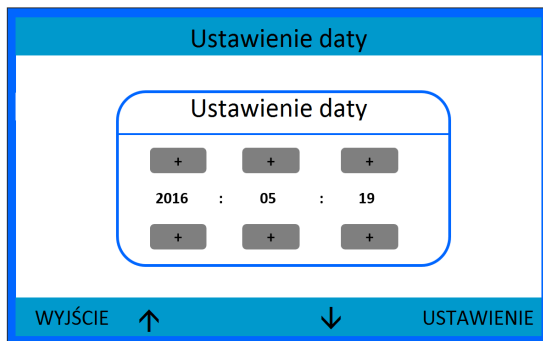 Ustawienie daty
Ustawienie daty
+ + +
2016 : 05 : 19
+ + +
WYJŚCIE ↑ ↓ USTAWIENIE